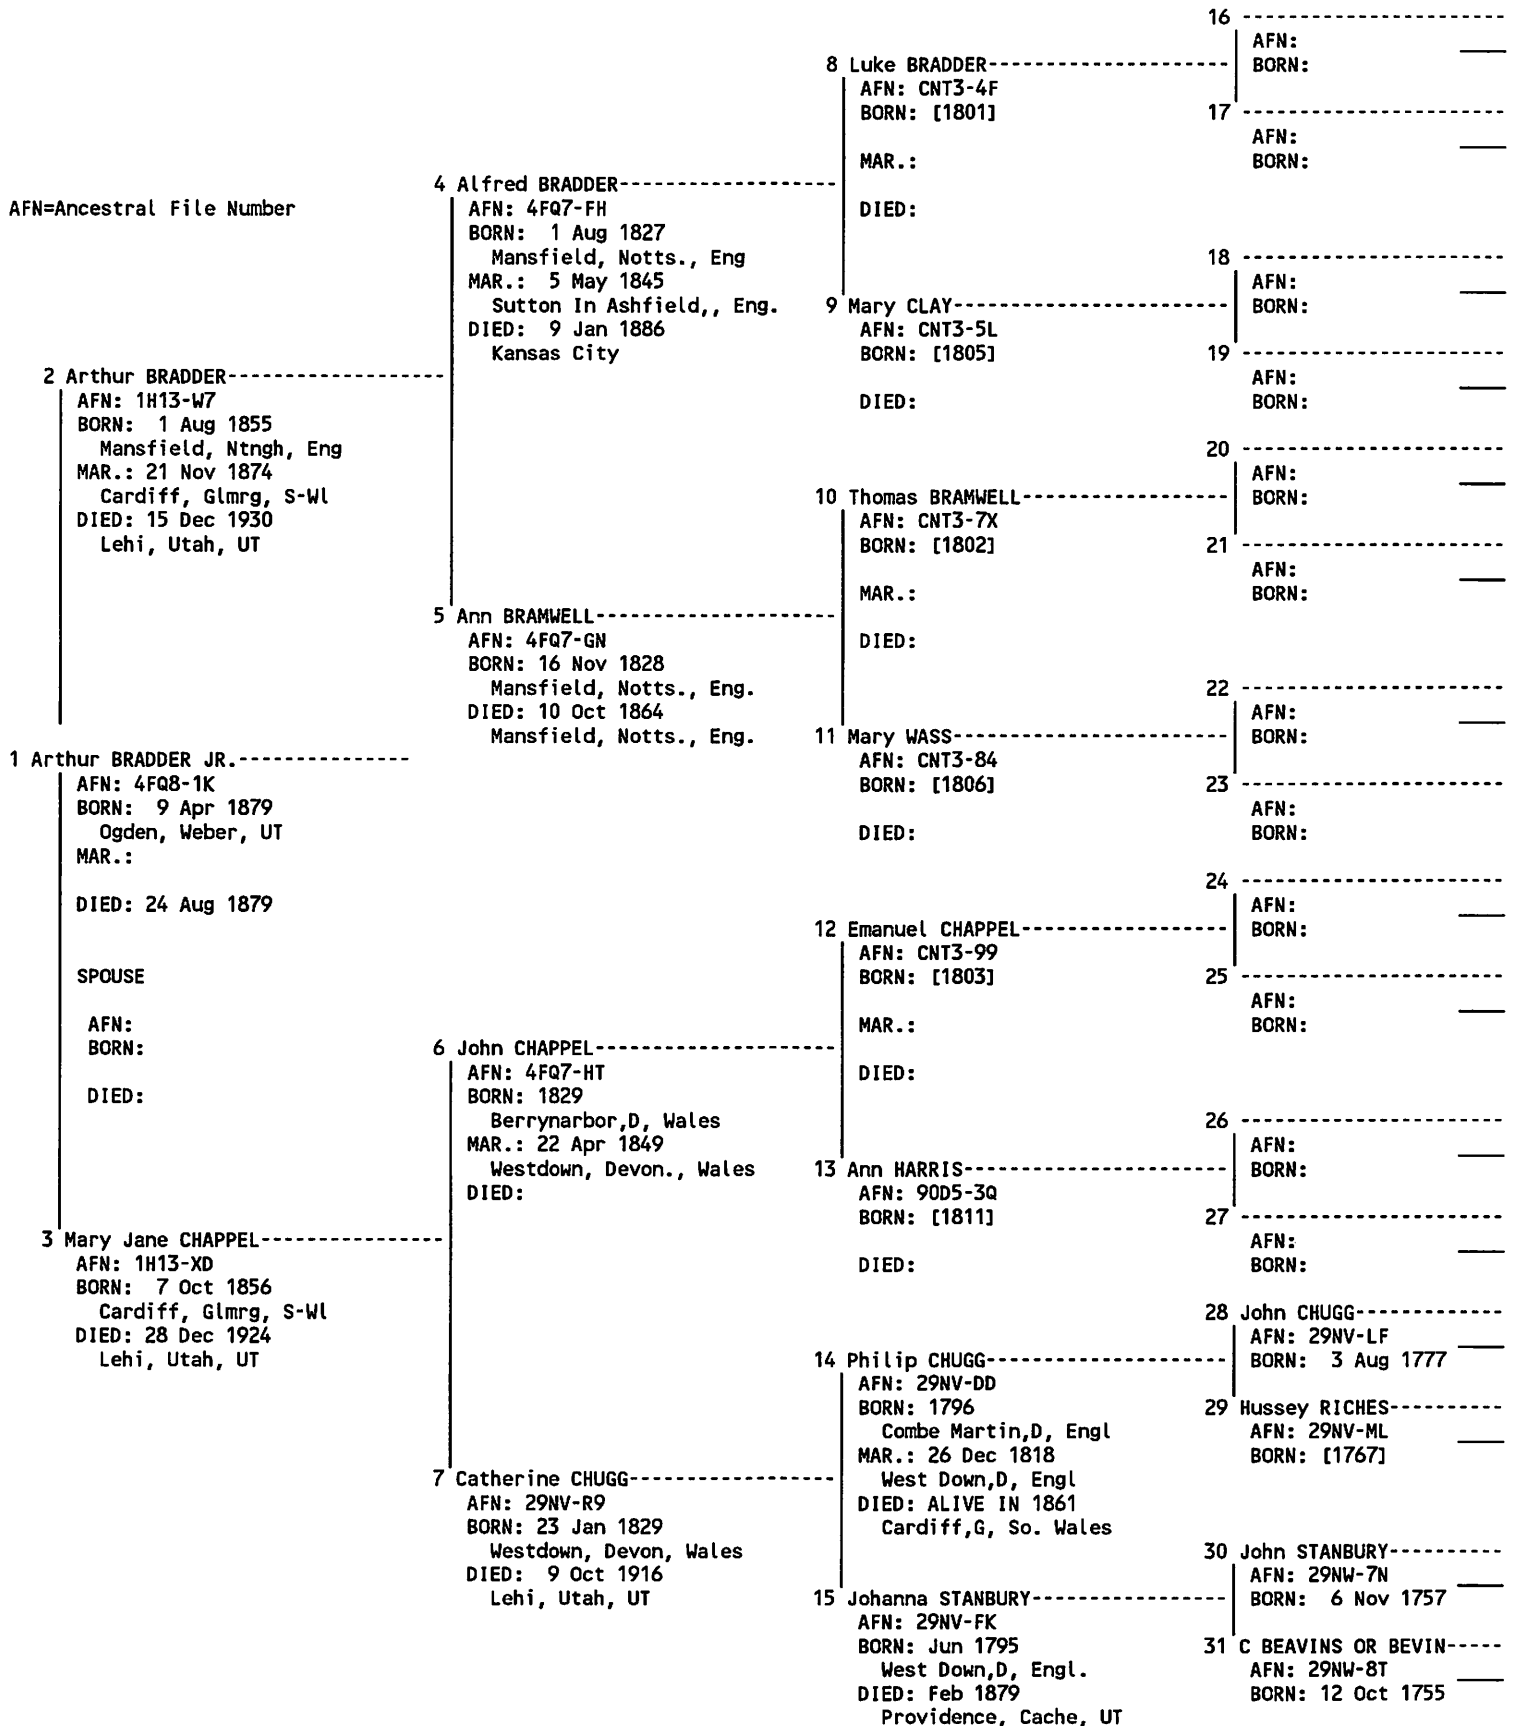 AFN=Ancestral File Number
1 Arthur BRADDER JR.---------------
AFN: 4FQ8-1K
BORN:  9 Apr 1879
Ogden, Weber, UT
MAR.:
DIED: 24 Aug 1879
SPOUSE
AFN:
BORN:
DIED:
2 Arthur BRADDER-------------------
AFN: 1H13-W7
BORN:  1 Aug 1855
Mansfield, Ntngh, Eng
MAR.: 21 Nov 1874
Cardiff, Glmrg, S-Wl
DIED: 15 Dec 1930
Lehi, Utah, UT
3 Mary Jane CHAPPEL----------------
AFN: 1H13-XD
BORN:  7 Oct 1856
Cardiff, Glmrg, S-Wl
DIED: 28 Dec 1924
Lehi, Utah, UT
4 Alfred BRADDER-------------------
AFN: 4FQ7-FH
BORN:  1 Aug 1827
Mansfield, Notts., Eng
MAR.:  5 May 1845
Sutton In Ashfield,, Eng.
DIED:  9 Jan 1886
Kansas City
5 Ann BRAMWELL---------------------
AFN: 4FQ7-GN
BORN: 16 Nov 1828
Mansfield, Notts., Eng.
DIED: 10 Oct 1864
Mansfield, Notts., Eng.
6 John CHAPPEL---------------------
AFN: 4FQ7-HT
BORN: 1829
Berrynarbor,D, Wales
MAR.: 22 Apr 1849
Westdown, Devon., Wales
DIED:
7 Catherine CHUGG------------------
AFN: 29NV-R9
BORN: 23 Jan 1829
Westdown, Devon, Wales
DIED:  9 Oct 1916
Lehi, Utah, UT
8 Luke BRADDER---------------------
AFN: CNT3-4F
BORN: [1801]
MAR.:
DIED:
9 Mary CLAY------------------------
AFN: CNT3-5L
BORN: [1805]
DIED:
10 Thomas BRAMWELL------------------
AFN: CNT3-7X
BORN: [1802]
MAR.:
DIED:
11 Mary WASS------------------------
AFN: CNT3-84
BORN: [1806]
DIED:
12 Emanuel CHAPPEL------------------
AFN: CNT3-99
BORN: [1803]
MAR.:
DIED:
13 Ann HARRIS-----------------------
AFN: 90D5-3Q
BORN: [1811]
DIED:
14 Philip CHUGG---------------------
AFN: 29NV-DD
BORN: 1796
Combe Martin,D, Engl
MAR.: 26 Dec 1818
West Down,D, Engl
DIED: ALIVE IN 1861
Cardiff,G, So. Wales
15 Johanna STANBURY-----------------
AFN: 29NV-FK
BORN: Jun 1795
West Down,D, Engl.
DIED: Feb 1879
Providence, Cache, UT
16 -----------------------
AFN:
BORN:
17 -----------------------
AFN:
BORN:
18 -----------------------
AFN:
BORN:
19 -----------------------
AFN:
BORN:
20 -----------------------
AFN:
BORN:
21 -----------------------
AFN:
BORN:
22 -----------------------
AFN:
BORN:
23 -----------------------
AFN:
BORN:
24 -----------------------
AFN:
BORN:
25 -----------------------
AFN:
BORN:
26 -----------------------
AFN:
BORN:
27 -----------------------
AFN:
BORN:
28 John CHUGG-------------
AFN: 29NV-LF
BORN:  3 Aug 1777
29 Hussey RICHES----------
AFN: 29NV-ML
BORN: [1767]
30 John STANBURY----------
AFN: 29NW-7N
BORN:  6 Nov 1757
31 C BEAVINS OR BEVIN-----
AFN: 29NW-8T
BORN: 12 Oct 1755